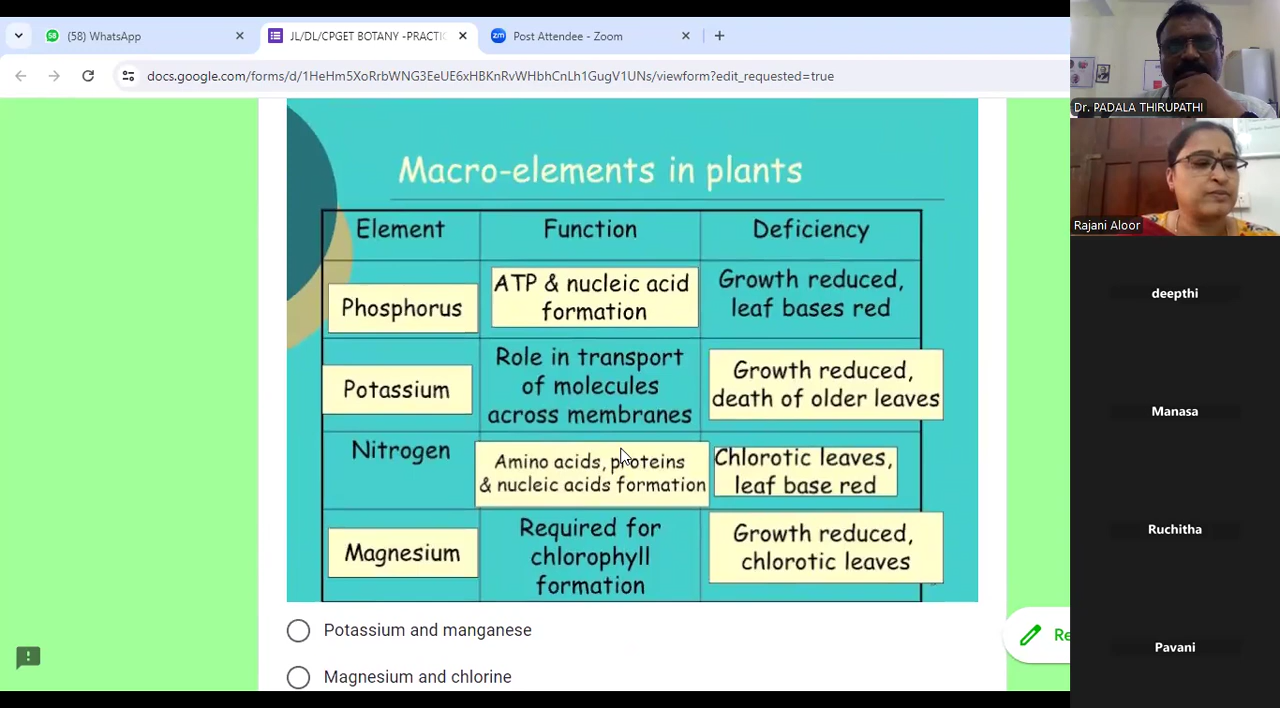 (58) WhatsApp
JL/DL/CPGET BOTANY -PRACTIC
Post Attendee - Zoom
docs.google.com/forms/d/1HeHm5Xo1oCWNG3EeUE6xHBKnRvWHbhCnLh1GugV1UNg/viewform?edit_requested=true
Macro-elements in plants
Element Function Deficiency
Phosphorus
ATP & nucleic acid
formation
Growth reduced,
leaf bases red
Potassium
Role in transport
of molecules
across membranes
Growth reduced,
death of older leaves
Nitrogen
Amino acids, proteins
& nucleic acids formation
Chlorotic leaves,
leaf base red
Magnesium
Required for
chlorophyll
formation
Growth reduced,
chlorotic leaves
Potassium and manganese
Magnesium and chlorine
Re
Dr. PADALA THIRUPATHI
Rajani Aloor
deepthi
Manasa
Ruchitha
Pavani